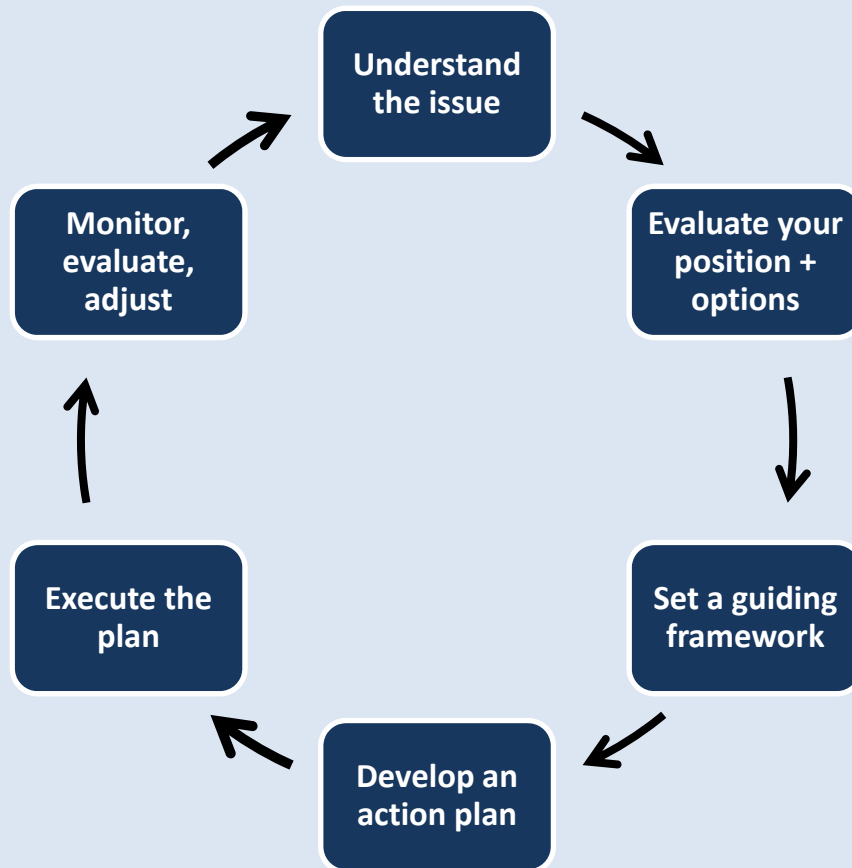 Understand
the issue
Evaluate your
position +
options
Set a guiding
framework
Develop an
action plan
Execute the
plan
Monitor,
evaluate,
adjust